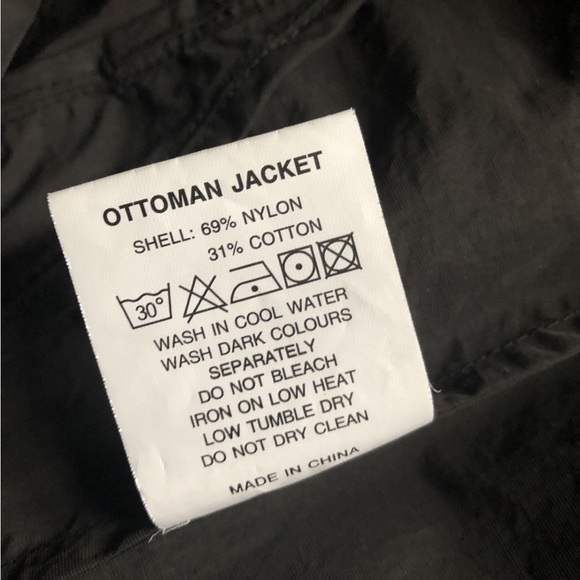 OTTOMAN JACKET
SHELL: 69% NYLON
31% COTTON
30°
WASH IN COOL WATER
WASH DARK COLOURS
SEPARATELY
DO NOT BLEACH
IRON ON LOW HEAT
LOW TUMBLE DRY
DO NOT DRY CLEAN
MADE IN CHINA